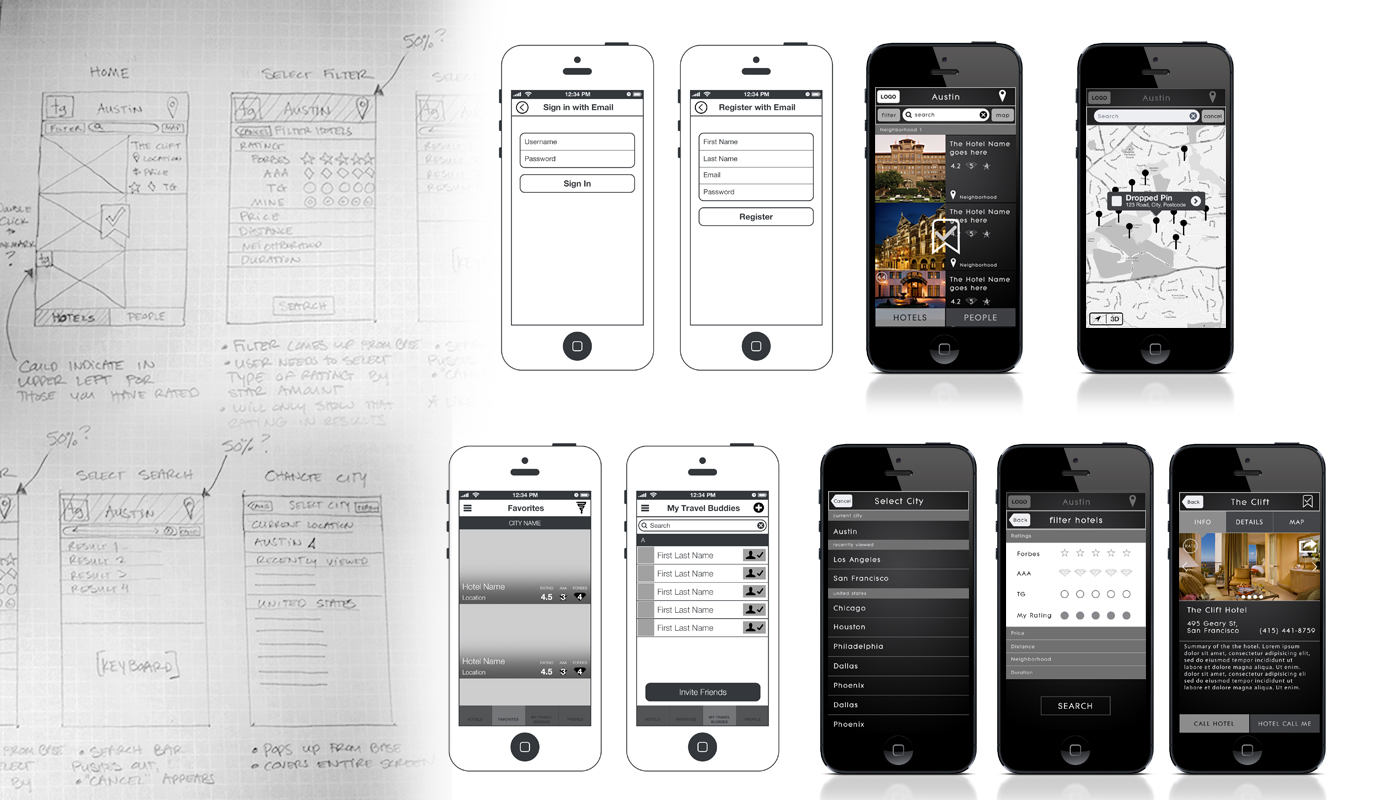 50%?
HOME
SELECT FILTER
tg AUSTIN
FILTER MAP
THE CLIFT
LOCATION
PRICE
TG
DOUBLE
CLICK
TO
?
tg
HOTELS PEOPLE
COULD INDICATE IN
UPPER LEFT FOR
THOSE YOU HAVE RATED
tg AUSTIN
CANCEL FILTER HOTELS
RATING
FORBES
AAA
TG
MINE
PRICE
DISTANCE
NEIGHBORHOOD
DURATION
SEARCH
• FILTER COMES UP FROM BASE
• USER NEEDS TO SELECT
TYPE OF RATING BY
STAR AMOUNT
• WILL ONLY SHOW THAT
RATING IN RESULTS
12:34 PM
Sign in with Email
Username
Password
Sign In
12:34 PM
Register with Email
First Name
Last Name
Email
Password
Register
LOGO Austin
filter search map
Neighborhood 1
The Hotel Name
goes here
4.2 5
Neighborhood
The Hotel Name
goes here
4.2 5
Neighborhood
The Hotel Name
goes here
4.2 5
HOTELS PEOPLE
LOGO Austin
Search cancel
Dropped Pin
123 Road, City, Postcode
3D
50%?
50%?
SELECT SEARCH
tg AUSTIN
RESULT 1
RESULT 2
RESULT 3
RESULT 4
[KEYBOARD]
• SEARCH BAR
PUSHES OUT,
• "CANCEL" APPEARS
CHANGE CITY
SELECT CITY
CURRENT LOCATION
AUSTIN
RECENTLY VIEWED
UNITED STATES
• POPS UP FROM BASE
• COVERS ENTIRE SCREEN
FROM BASE
BY
12:34 PM
Favorites
CITY NAME
Hotel Name
Location 4.5 3 4
Hotel Name
Location 4.5 3 4
HOTELS FAVORITES MY TRAVEL BUDDIES PROFILE
12:34 PM
My Travel Buddies
Search
A
First Last Name
First Last Name
First Last Name
First Last Name
First Last Name
Invite Friends
HOTELS FAVORITES MY TRAVEL BUDDIES PROFILE
Cancel Select City
current city
Austin
recently viewed
Los Angeles
San Francisco
united states
Chicago
Houston
Philadelphia
Dallas
Phoenix
Dallas
Phoenix
LOGO Austin
Back filter hotels
Ratings
Forbes
AAA
TG
My Rating
Price
Distance
Neighborhood
Duration
SEARCH
Back The Clift
INFO DETAILS MAP
The Clift Hotel
495 Geary St,
San Francisco (415) 441-8759
Summary of the the hotel. Lorem ipsum
dolor sit amet, consectetur adipisicing elit,
sed do eiusmod tempor incididunt ut
labore et dolore magna aliqua. Ut enim.
dolor sit amet, consectetur adipisicing eli
sed do eiusmod tempor incididunt ut
labore et dolore magna aliqua. Ut enim.
CALL HOTEL HOTEL CALL ME